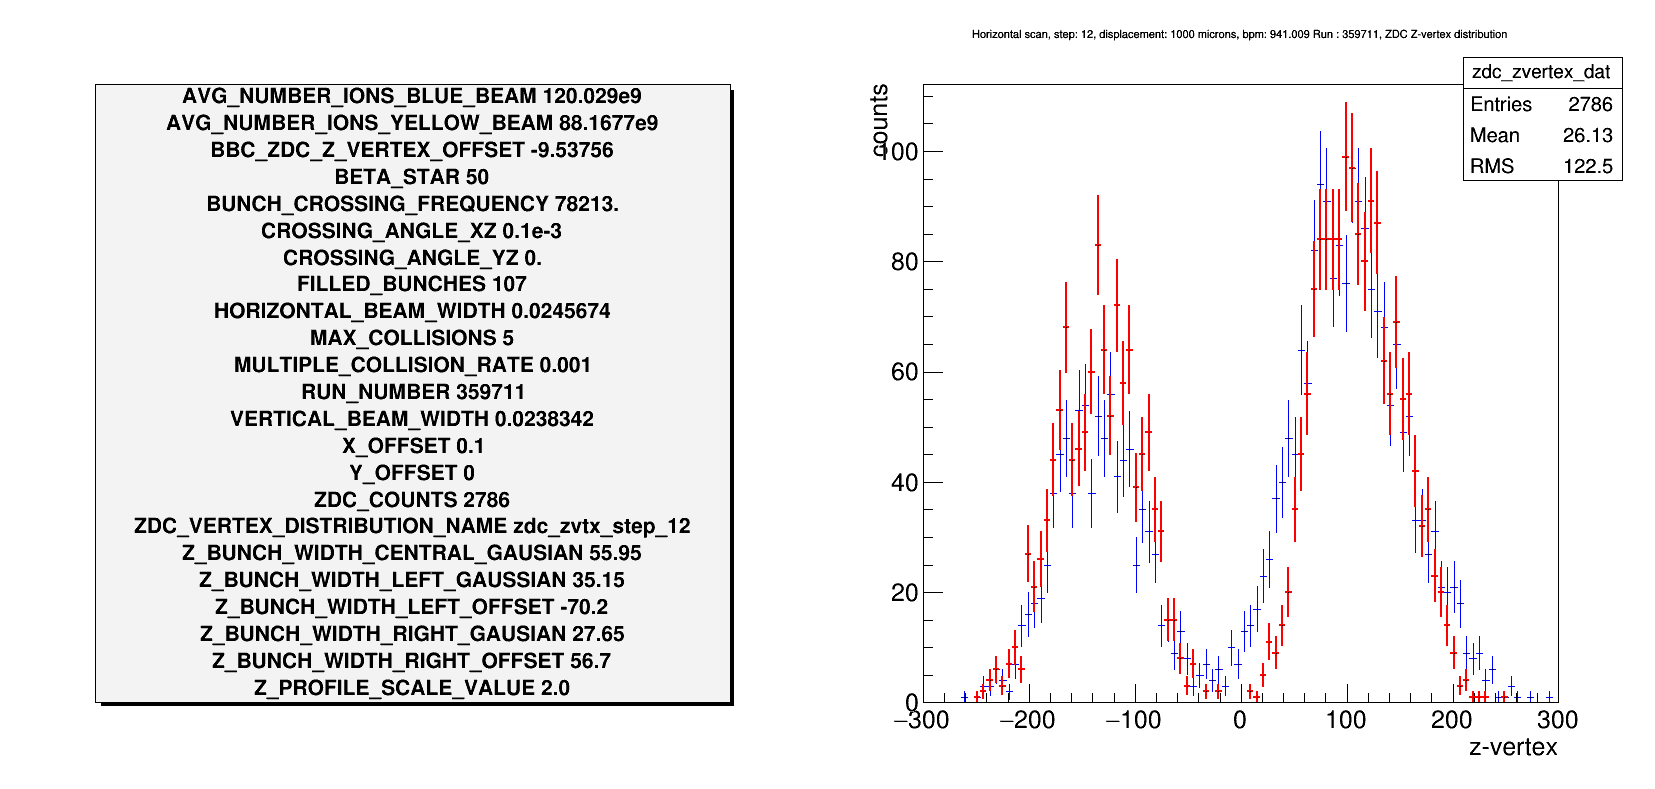 AVG_NUMBER_IONS_BLUE_BEAM 120.029e9
AVG_NUMBER_IONS_YELLOW_BEAM 88.1677e9
BBC_ZDC_Z_VERTEX_OFFSET -9.53756
BETA_STAR 50
BUNCH_CROSSING_FREQUENCY 78213.
CROSSING_ANGLE_XZ 0.1e-3
CROSSING_ANGLE_YZ 0.
FILLED_BUNCHES 107
HORIZONTAL_BEAM_WIDTH 0.0245674
MAX_COLLISIONS 5
MULTIPLE_COLLISION_RATE 0.001
RUN_NUMBER 359711
VERTICAL_BEAM_WIDTH 0.0238342
X_OFFSET 0.1
Y_OFFSET 0
ZDC_COUNTS 2786
ZDC_VERTEX_DISTRIBUTION_NAME zdc_zvtx_step_12
Z_BUNCH_WIDTH_CENTRAL_GAUSIAN 55.95
Z_BUNCH_WIDTH_LEFT_GAUSSIAN 35.15
Z_BUNCH_WIDTH_LEFT_OFFSET -70.2
Z_BUNCH_WIDTH_RIGHT_GAUSIAN 27.65
Z_BUNCH_WIDTH_RIGHT_OFFSET 56.7
Z_PROFILE_SCALE_VALUE 2.0
Horizontal scan, step: 12, displacement: 1000 microns, bpm: 941.009 Run : 359711, ZDC Z-vertex distribution
zdc_zvertex_dat
Entries 2786
Mean 26.13
RMS 122.5
counts
100
80
60
40
20
0
−300 −200 −100 0 100 200 300
z-vertex